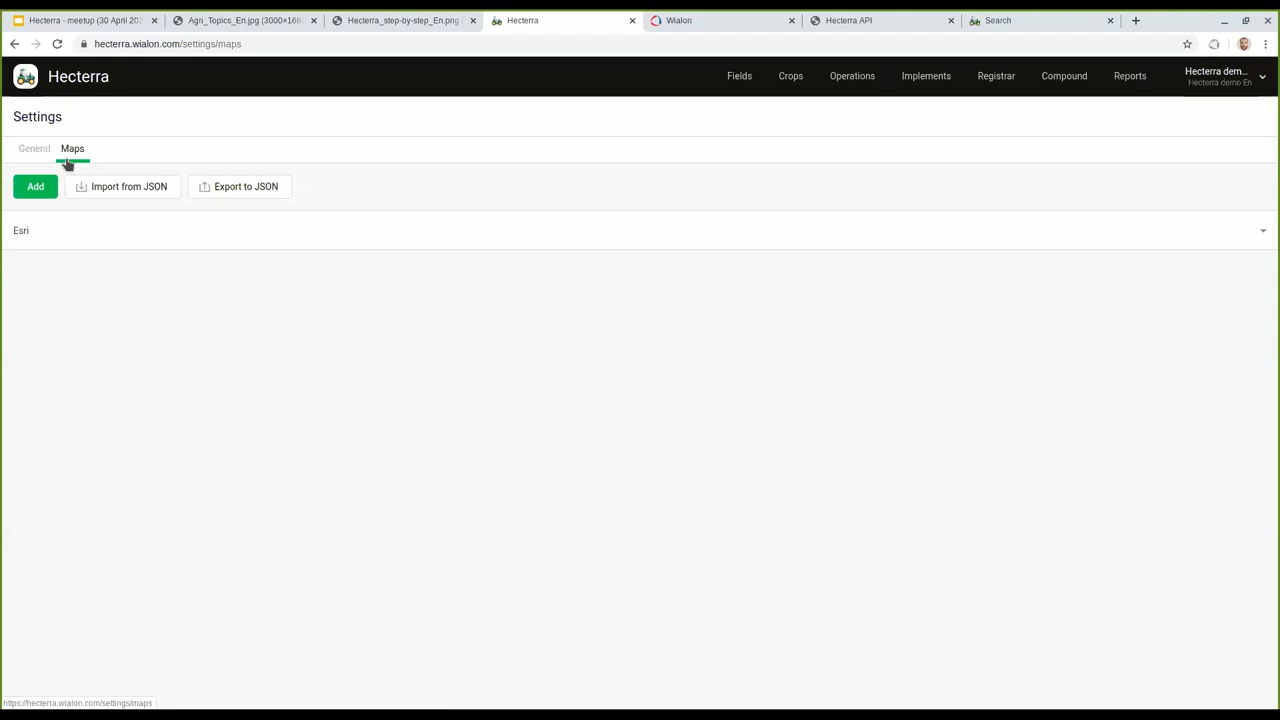 Hecterra - meetup (30 April 202
Agri_Topics_En.jpg (3000×168
Hecterra_step-by-step_En.png
Hecterra
Wialon
Hecterra API
Search
hecterra.wialon.com/settings/maps
Hecterra
Fields
Crops
Operations
Implements
Registrar
Compound
Reports
Hecterra dem...
Hecterra demo En
Settings
General
Maps
Add
Import from JSON
Export to JSON
Esri
https://hecterra.wialon.com/settings/maps